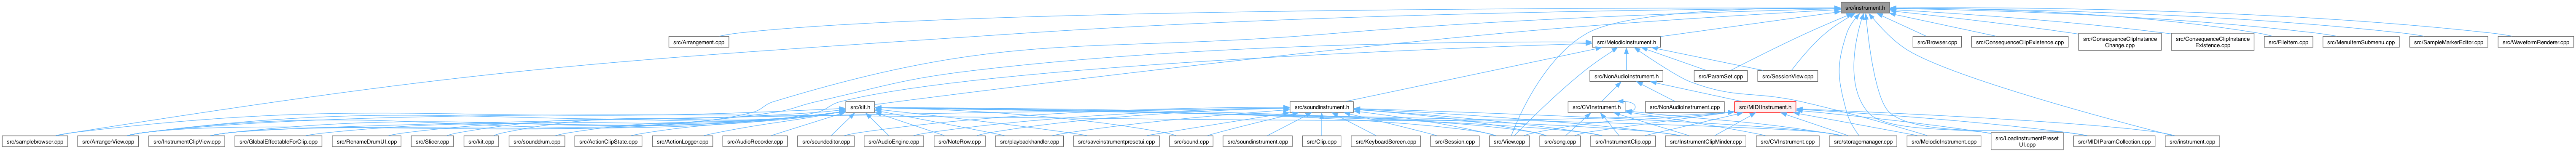 src/instrument.h
src/Arrangement.cpp
src/MelodicInstrument.h
src/Browser.cpp
src/ConsequenceClipExistence.cpp
src/ConsequenceClipInstance
Change.cpp
src/ConsequenceClipInstance
Existence.cpp
src/FileItem.cpp
src/MenuItemSubmenu.cpp
src/SampleMarkerEditor.cpp
src/WaveformRenderer.cpp
src/NonAudioInstrument.h
src/ParamSet.cpp
src/SessionView.cpp
src/kit.h
src/soundinstrument.h
src/CVInstrument.h
src/NonAudioInstrument.cpp
src/MIDIInstrument.h
src/samplebrowser.cpp
src/ArrangerView.cpp
src/InstrumentClipView.cpp
src/GlobalEffectableForClip.cpp
src/RenameDrumUI.cpp
src/Slicer.cpp
src/kit.cpp
src/sounddrum.cpp
src/ActionClipState.cpp
src/ActionLogger.cpp
src/AudioRecorder.cpp
src/soundeditor.cpp
src/AudioEngine.cpp
src/NoteRow.cpp
src/playbackhandler.cpp
src/saveinstrumentpresetui.cpp
src/sound.cpp
src/soundinstrument.cpp
src/Clip.cpp
src/KeyboardScreen.cpp
src/Session.cpp
src/View.cpp
src/song.cpp
src/InstrumentClip.cpp
src/InstrumentClipMinder.cpp
src/CVInstrument.cpp
src/storagemanager.cpp
src/MelodicInstrument.cpp
src/LoadInstrumentPreset
UI.cpp
src/MIDIParamCollection.cpp
src/instrument.cpp